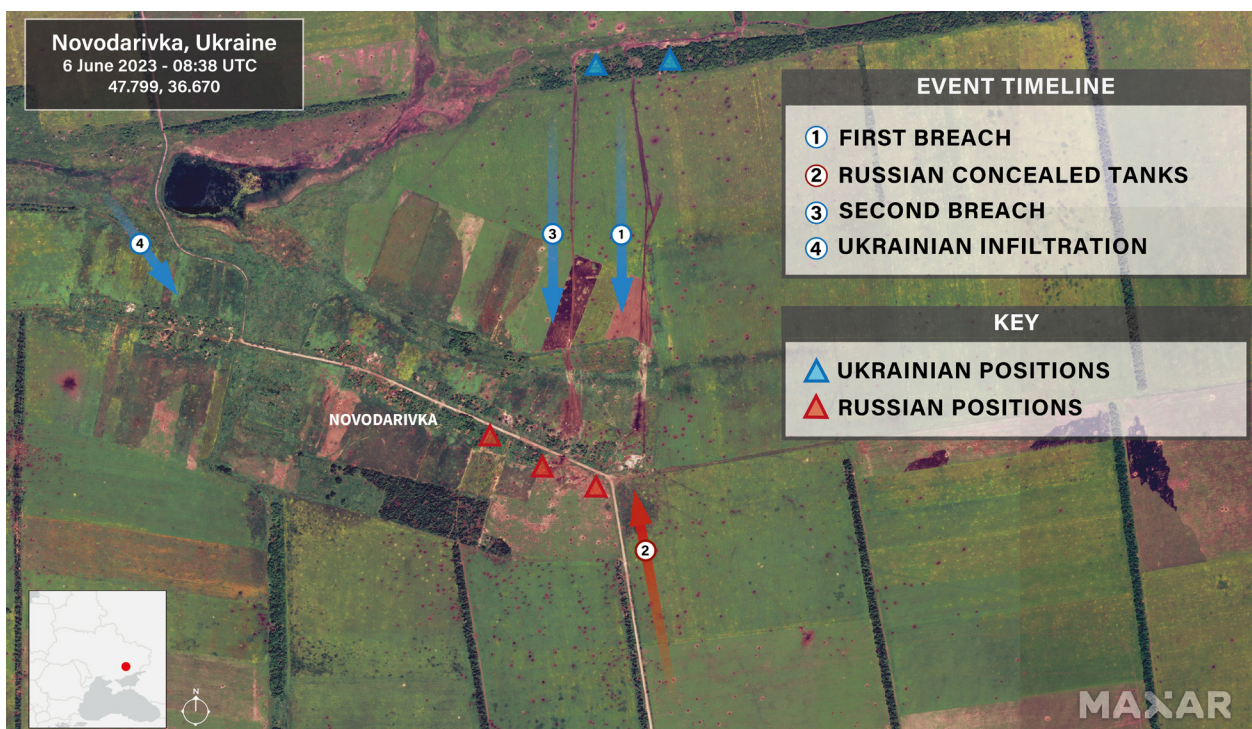 Novodarivka, Ukraine
6 June 2023 - 08:38 UTC
47.799, 36.670
EVENT TIMELINE
1 FIRST BREACH
2 RUSSIAN CONCEALED TANKS
3 SECOND BREACH
4 UKRAINIAN INFILTRATION
KEY
UKRAINIAN POSITIONS
RUSSIAN POSITIONS
4
3
1
NOVODARIVKA
2
N
MAXAR